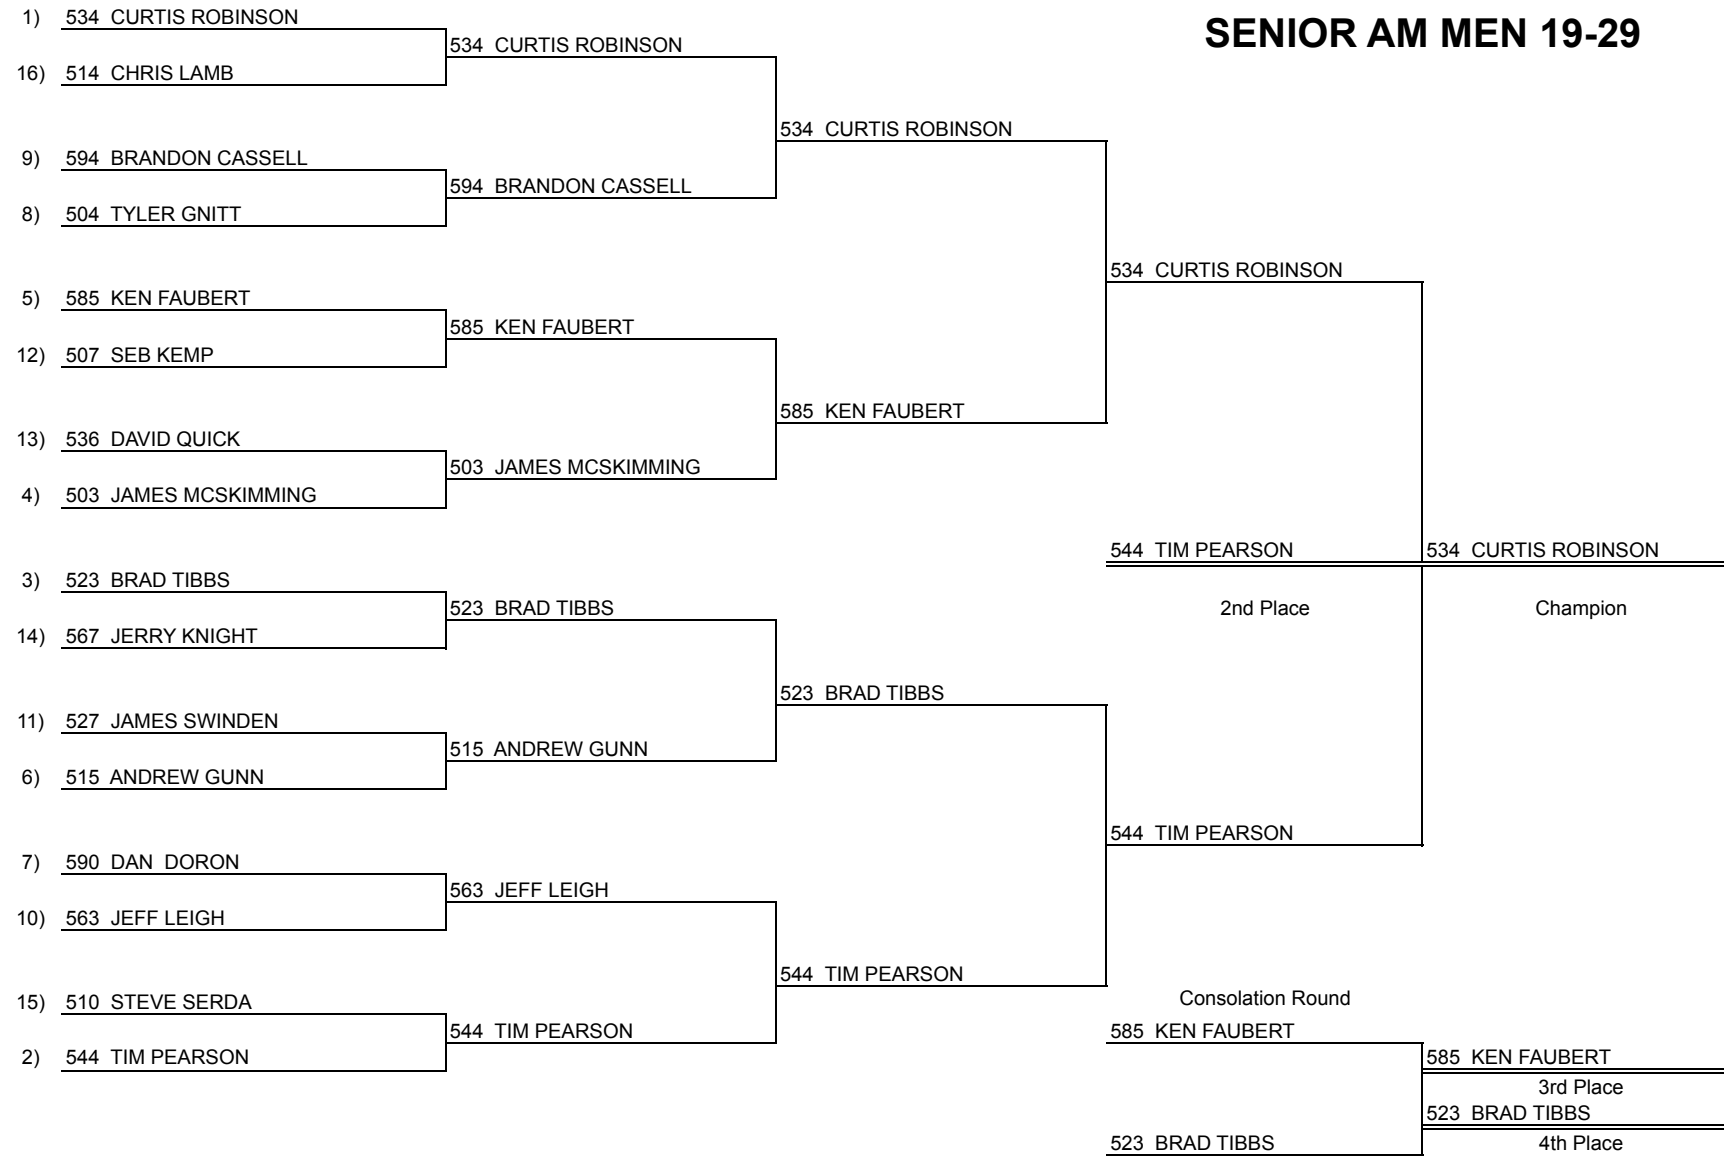 SENIOR AM MEN 19-29
1) 534 CURTIS ROBINSON
16) 514 CHRIS LAMB
9) 594 BRANDON CASSELL
8) 504 TYLER GNITT
5) 585 KEN FAUBERT
12) 507 SEB KEMP
13) 536 DAVID QUICK
4) 503 JAMES MCSKIMMING
3) 523 BRAD TIBBS
14) 567 JERRY KNIGHT
11) 527 JAMES SWINDEN
6) 515 ANDREW GUNN
7) 590 DAN DORON
10) 563 JEFF LEIGH
15) 510 STEVE SERDA
2) 544 TIM PEARSON
534 CURTIS ROBINSON
594 BRANDON CASSELL
585 KEN FAUBERT
503 JAMES MCSKIMMING
523 BRAD TIBBS
515 ANDREW GUNN
563 JEFF LEIGH
544 TIM PEARSON
534 CURTIS ROBINSON
585 KEN FAUBERT
523 BRAD TIBBS
544 TIM PEARSON
534 CURTIS ROBINSON
544 TIM PEARSON
544 TIM PEARSON
2nd Place
534 CURTIS ROBINSON
Champion
Consolation Round
585 KEN FAUBERT
523 BRAD TIBBS
585 KEN FAUBERT
3rd Place
523 BRAD TIBBS
4th Place